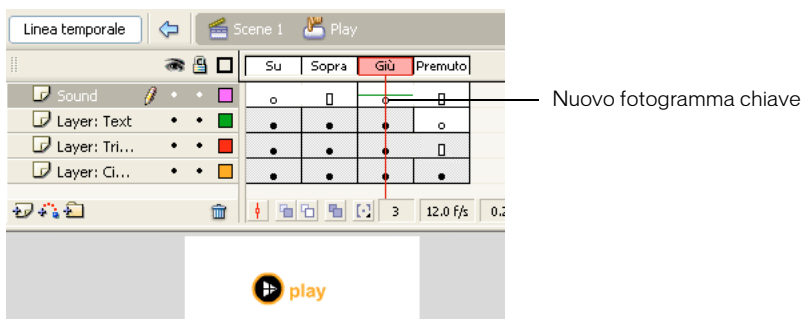 Linea temporale
Scene 1
Play
Su Sopra Giù Premuto
Sound
Nuovo fotogramma chiave
Layer: Text
Layer: Tri...
Layer: Ci...
3 12.0 f/s
play